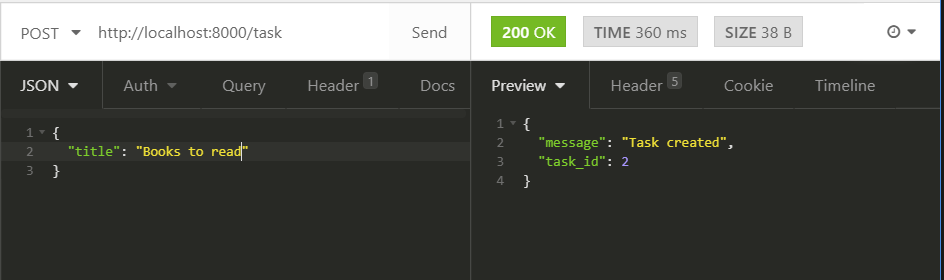 POST http://localhost:8000/task Send 200 OK TIME 360 ms SIZE 38 B
JSON Auth Query Header 1 Docs Preview Header 5 Cookie Timeline
1 {
2 "title": "Books to read"
3 }
1 {
2 "message": "Task created",
3 "task_id": 2
4 }